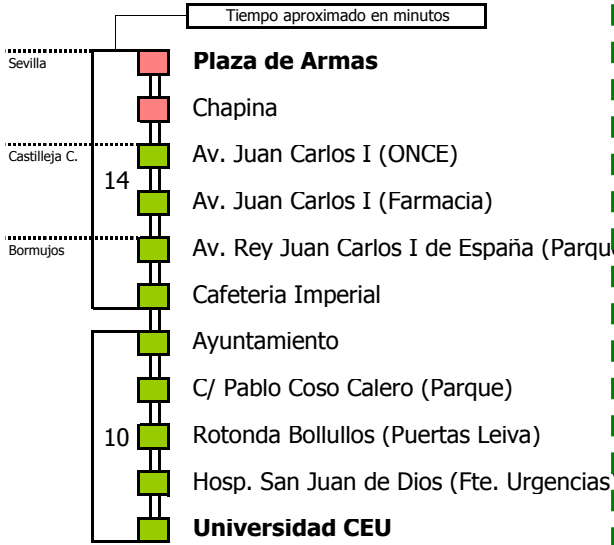 Tiempo aproximado en minutos
Sevilla
Plaza de Armas
Chapina
Castilleja C.
Av. Juan Carlos I (ONCE)
14
Av. Juan Carlos I (Farmacia)
Bormujos
Av. Rey Juan Carlos I de España (Parque
Cafeteria Imperial
Ayuntamiento
C/ Pablo Coso Calero (Parque)
10
Rotonda Bollullos (Puertas Leiva)
Hosp. San Juan de Dios (Fte. Urgencias)
Universidad CEU